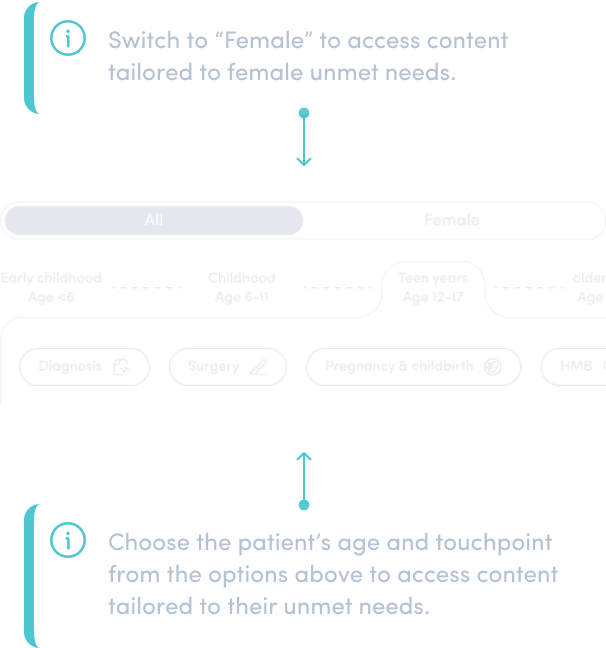 Switch to “Female” to access content
tailored to female unmet needs.
All
Female
Early childhood
Age <6
Childhood
Age 6-11
Teen years
Age 12-17
older
Age
Diagnosis
Surgery
Pregnancy & childbirth
HMB
Choose the patient’s age and touchpoint
from the options above to access content
tailored to their unmet needs.